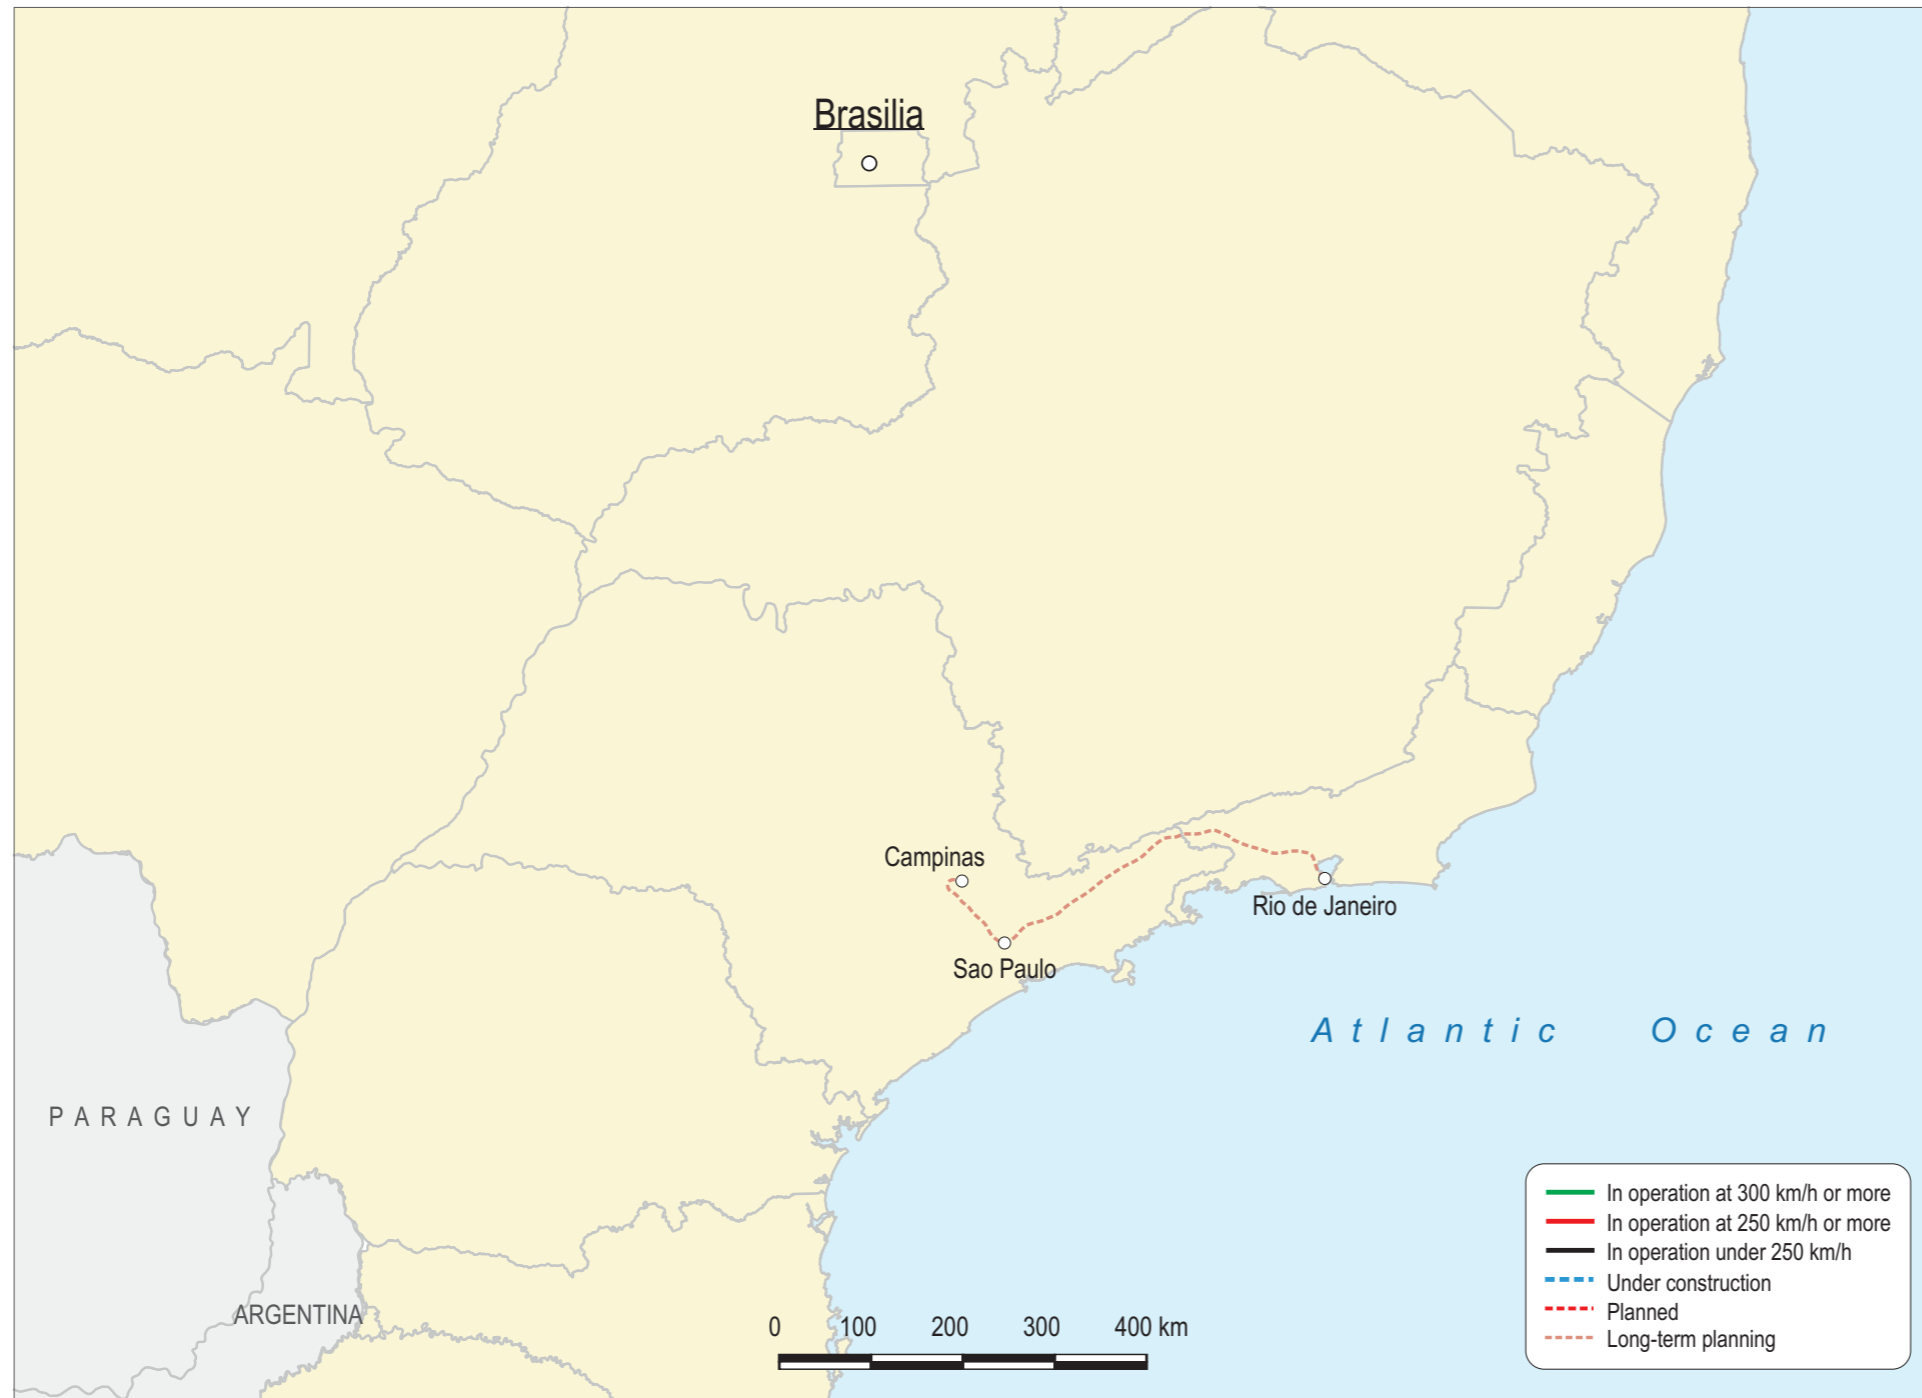 Brasilia
Campinas
Rio de Janeiro
Sao Paulo
Atlantic Ocean
PARAGUAY
ARGENTINA
0 100 200 300 400 km
In operation at 300 km/h or more
In operation at 250 km/h or more
In operation under 250 km/h
Under construction
Planned
Long-term planning